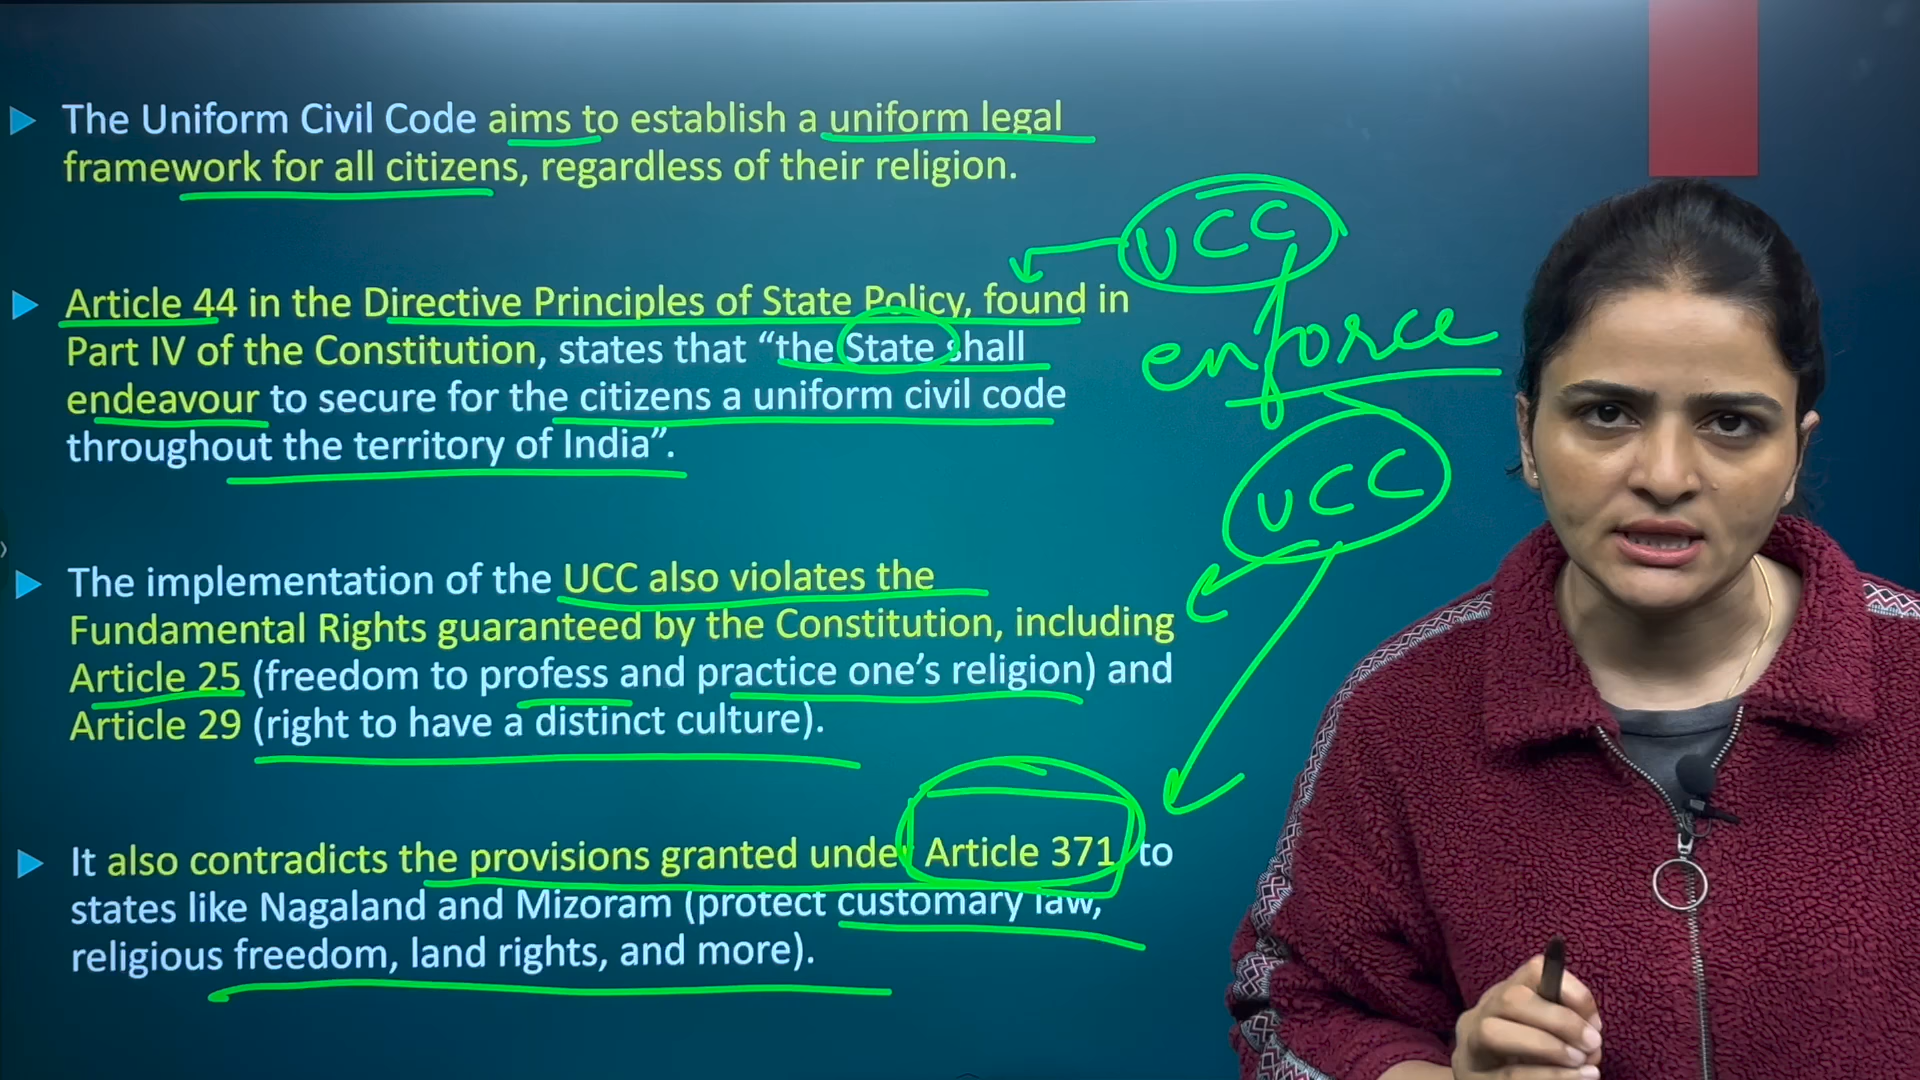 The Uniform Civil Code aims to establish a uniform legal
framework for all citizens, regardless of their religion.
UCC
Article 44 in the Directive Principles of State Policy, found in
enforce
Part IV of the Constitution, states that “the State shall
endeavour to secure for the citizens a uniform civil code
throughout the territory of India”.
UCC
The implementation of the UCC also violates the
Fundamental Rights guaranteed by the Constitution, including
Article 25 (freedom to profess and practice one’s religion) and
Article 29 (right to have a distinct culture).
It also contradicts the provisions granted under Article 371 to
states like Nagaland and Mizoram (protect customary law,
religious freedom, land rights, and more).